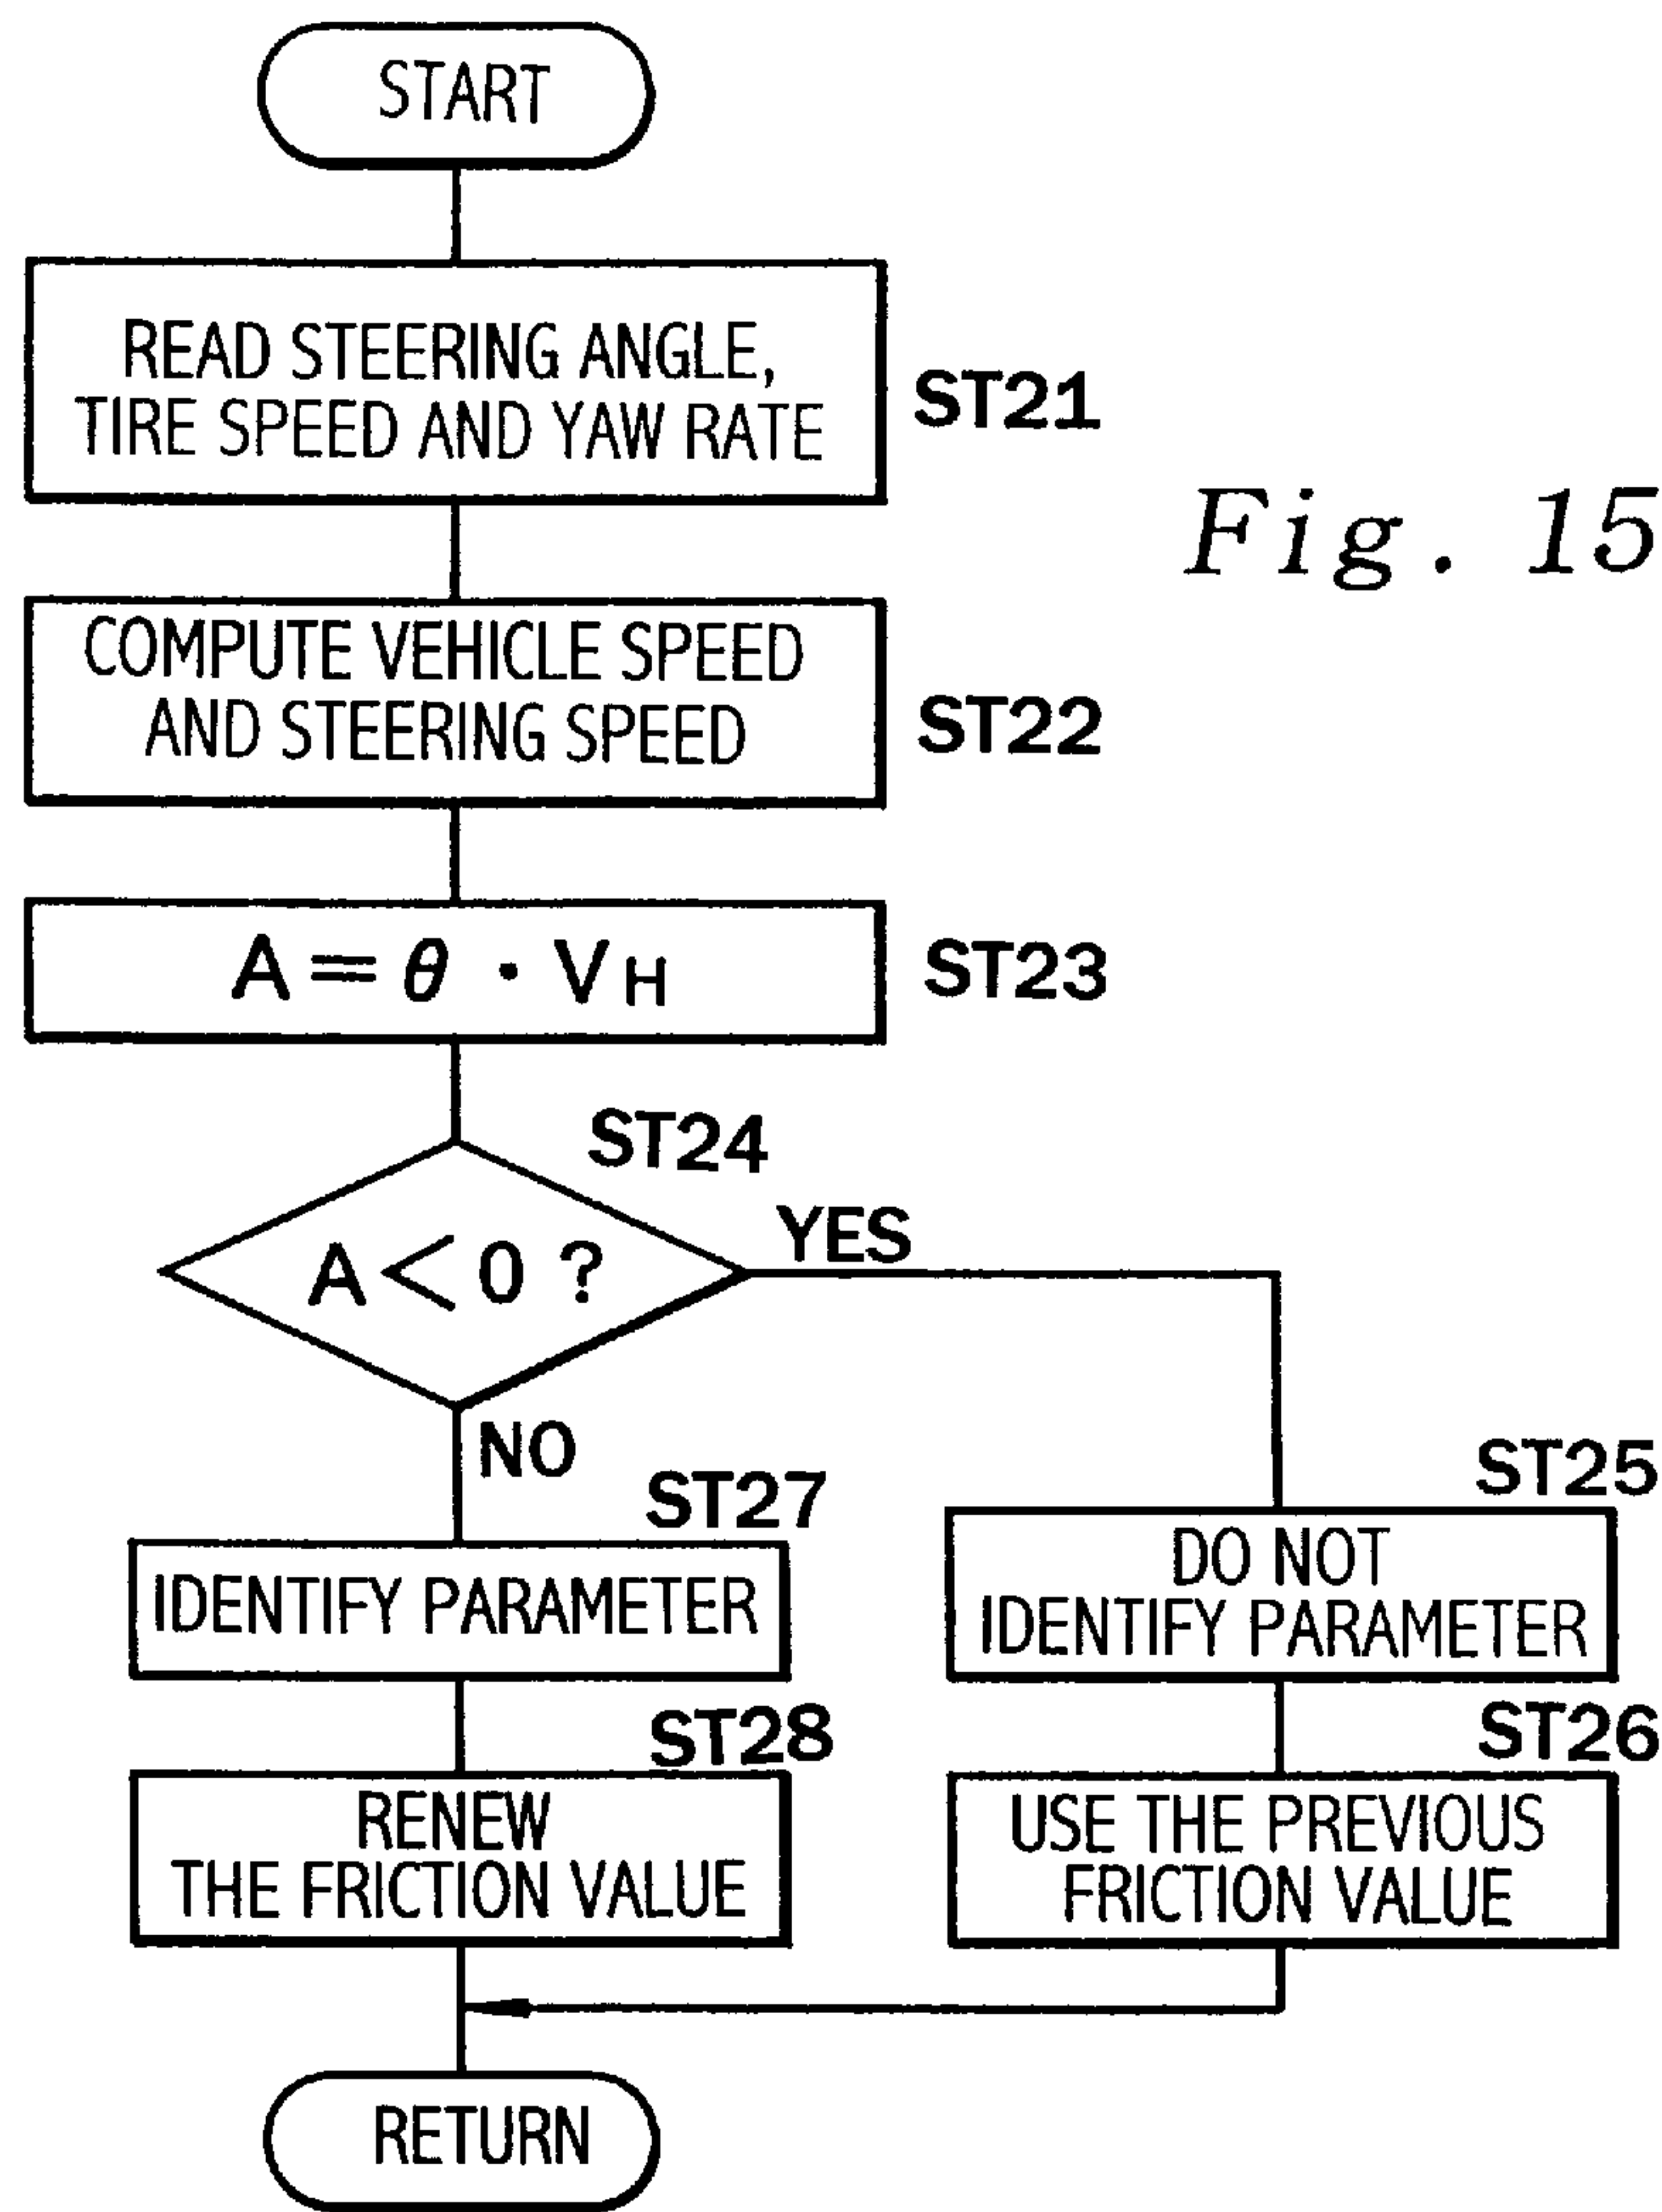 START
READ STEERING ANGLE,
TIRE SPEED AND YAW RATE
ST21
Fig. 15
COMPUTE VEHICLE SPEED
AND STEERING SPEED
ST22
A = θ · VH
ST23
ST24
A < 0 ?
YES
NO
ST27
IDENTIFY PARAMETER
ST25
DO NOT
IDENTIFY PARAMETER
ST28
RENEW
THE FRICTION VALUE
ST26
USE THE PREVIOUS
FRICTION VALUE
RETURN